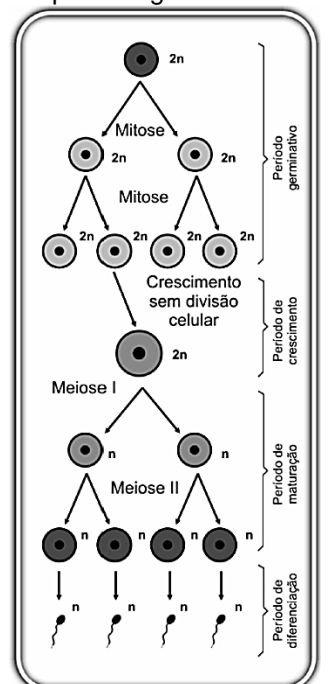 2n
Mitose
2n
2n
Mitose
2n
2n
2n
2n
Período
germinativo
Crescimento
sem divisão
celular
2n
Período de
crescimento
Meiose I
n
n
Meiose II
n
n
n
n
Período de
maturação
n
n
n
n
Período de
diferenciação